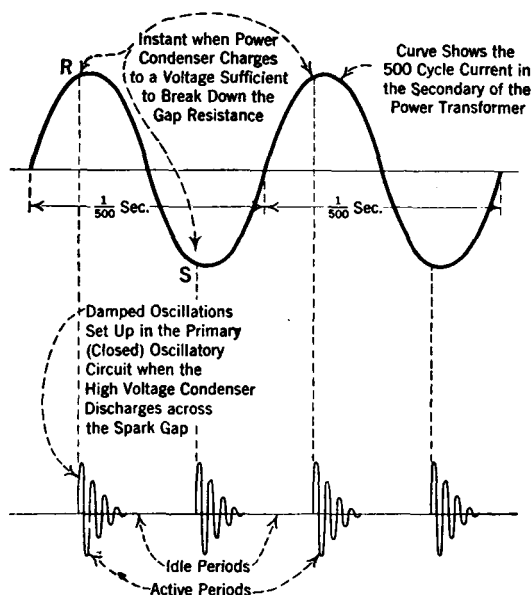 Instant when Power
Condenser Charges
to a Voltage Sufficient
to Break Down the
Gap Resistance
Curve Shows the
500 Cycle Current in
the Secondary of the
Power Transformer
R
1/500 Sec.
1/500 Sec.
S
Damped Oscillations
Set Up in the Primary
(Closed) Oscillatory
Circuit when the
High Voltage Condenser
Discharges across
the Spark Gap
Idle Periods
Active Periods